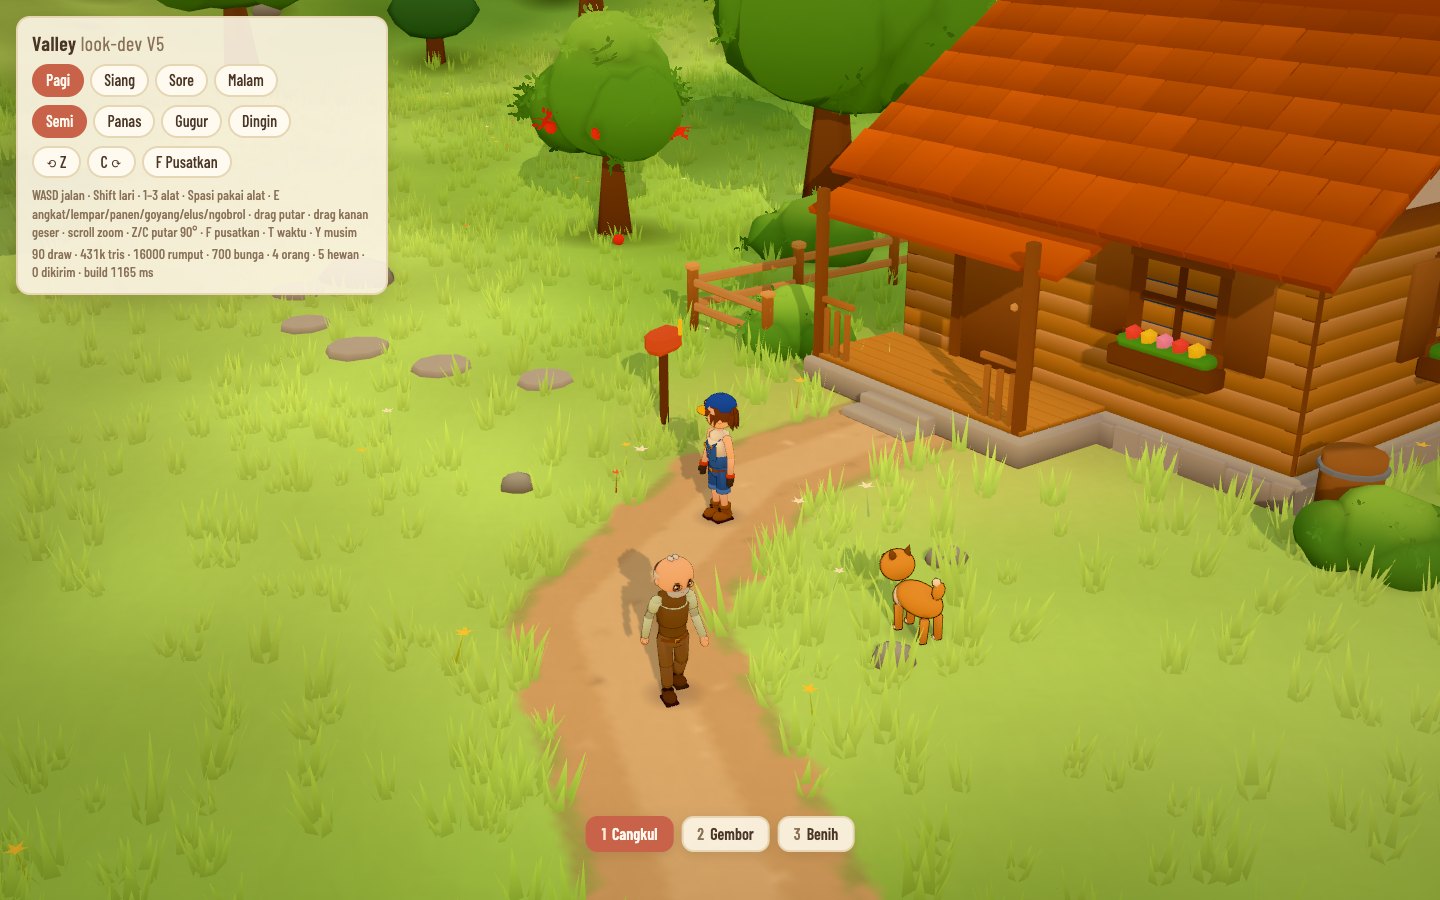 Valley look-dev V5
Pagi Siang Sore Malam
Semi Panas Gugur Dingin
⟲ Z C ⟳ F Pusatkan
WASD jalan · Shift lari · 1–3 alat · Spasi pakai alat · E
angkat/lempar/panen/goyang/elus/ngobrol · drag putar · drag kanan
geser · scroll zoom · Z/C putar 90° · F pusatkan · T waktu · Y musim
90 draw · 431k tris · 16000 rumput · 700 bunga · 4 orang · 5 hewan ·
0 dikirim · build 1165 ms
1 Cangkul 2 Gembor 3 Benih